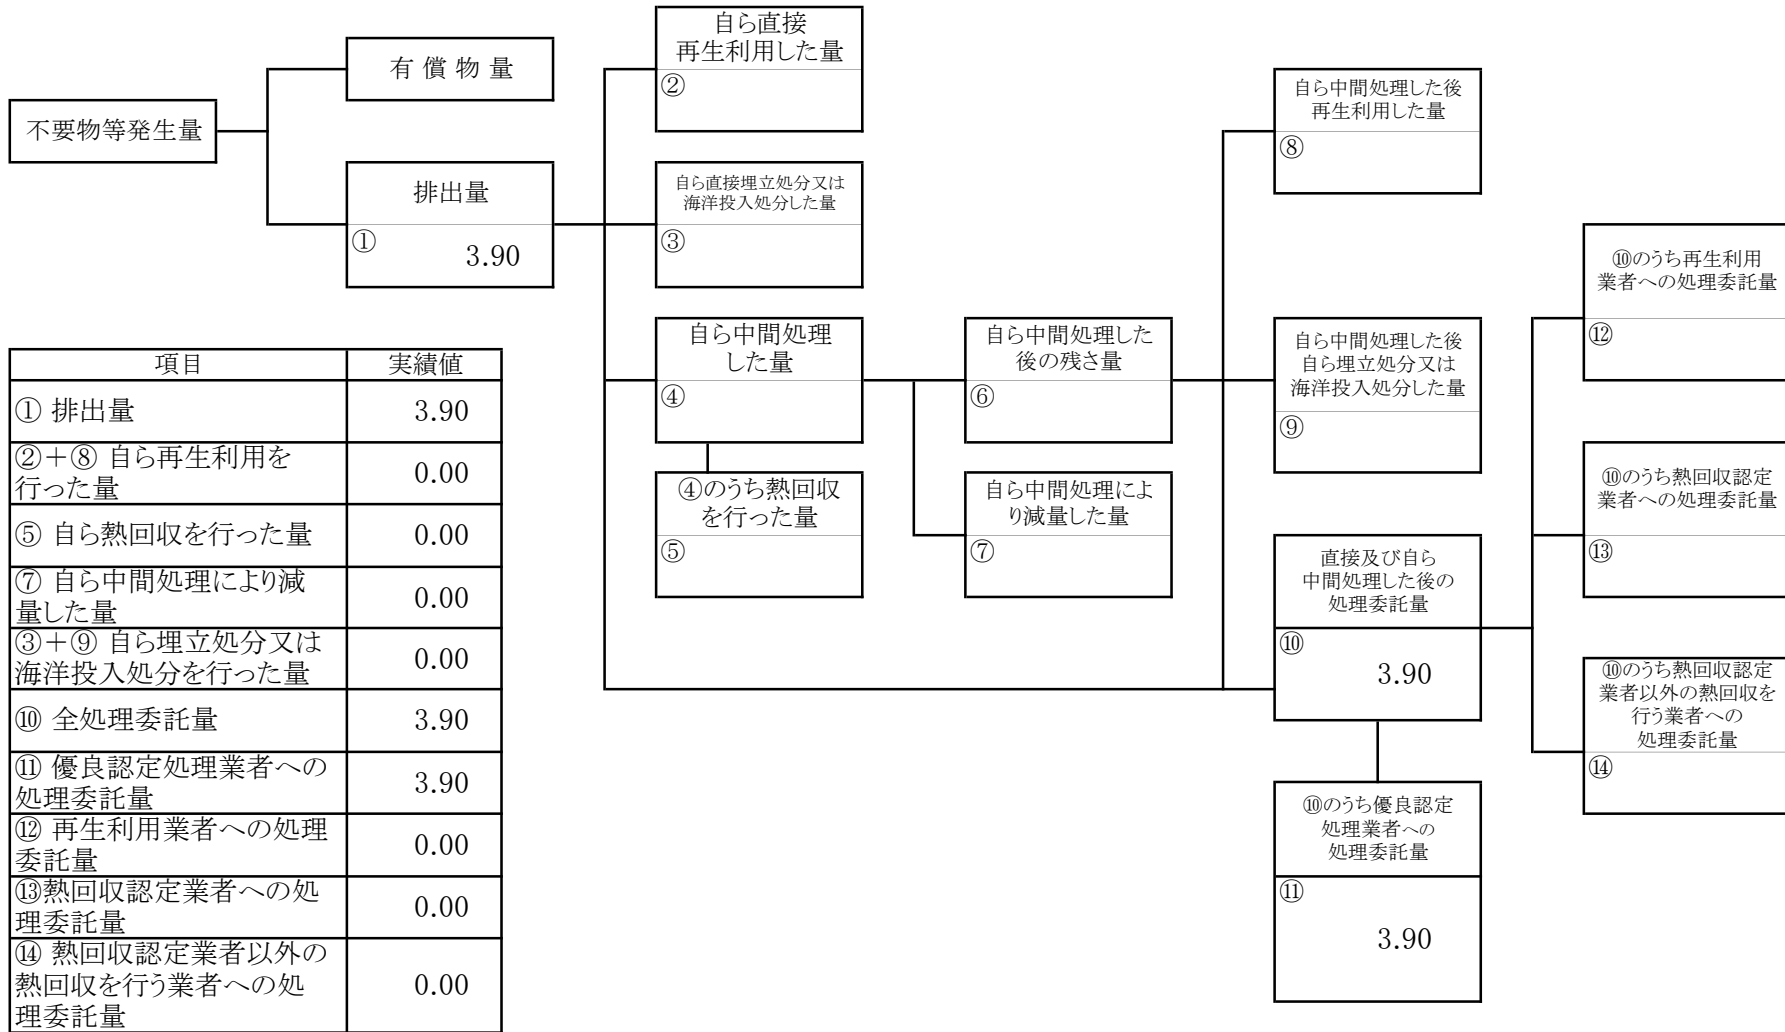 不要物等発生量
有 償 物 量
排出量
①
3.90
自ら直接
再生利用した量
②
自ら直接埋立処分又は
海洋投入処分した量
③
自ら中間処理
した量
④
④のうち熱回収
を行った量
⑤
自ら中間処理した
後の残さ量
⑥
自ら中間処理によ
り減量した量
⑦
自ら中間処理した後
再生利用した量
⑧
自ら中間処理した後
自ら埋立処分又は
海洋投入処分した量
⑨
直接及び自ら
中間処理した後の
処理委託量
⑩
3.90
⑩のうち優良認定
処理業者への
処理委託量
⑪
3.90
⑩のうち再生利用
業者への処理委託量
⑫
⑩のうち熱回収認定
業者への処理委託量
⑬
⑩のうち熱回収認定
業者以外の熱回収を
行う業者への
処理委託量
⑭
項目 実績値
① 排出量 3.90
②+⑧ 自ら再生利用を
行った量 0.00
⑤ 自ら熱回収を行った量 0.00
⑦ 自ら中間処理により減
量した量 0.00
③+⑨ 自ら埋立処分又は
海洋投入処分を行った量 0.00
⑩ 全処理委託量 3.90
⑪ 優良認定処理業者への
処理委託量 3.90
⑫ 再生利用業者への処理
委託量 0.00
⑬熱回収認定業者への処
理委託量 0.00
⑭ 熱回収認定業者以外の
熱回収を行う業者への処
理委託量 0.00